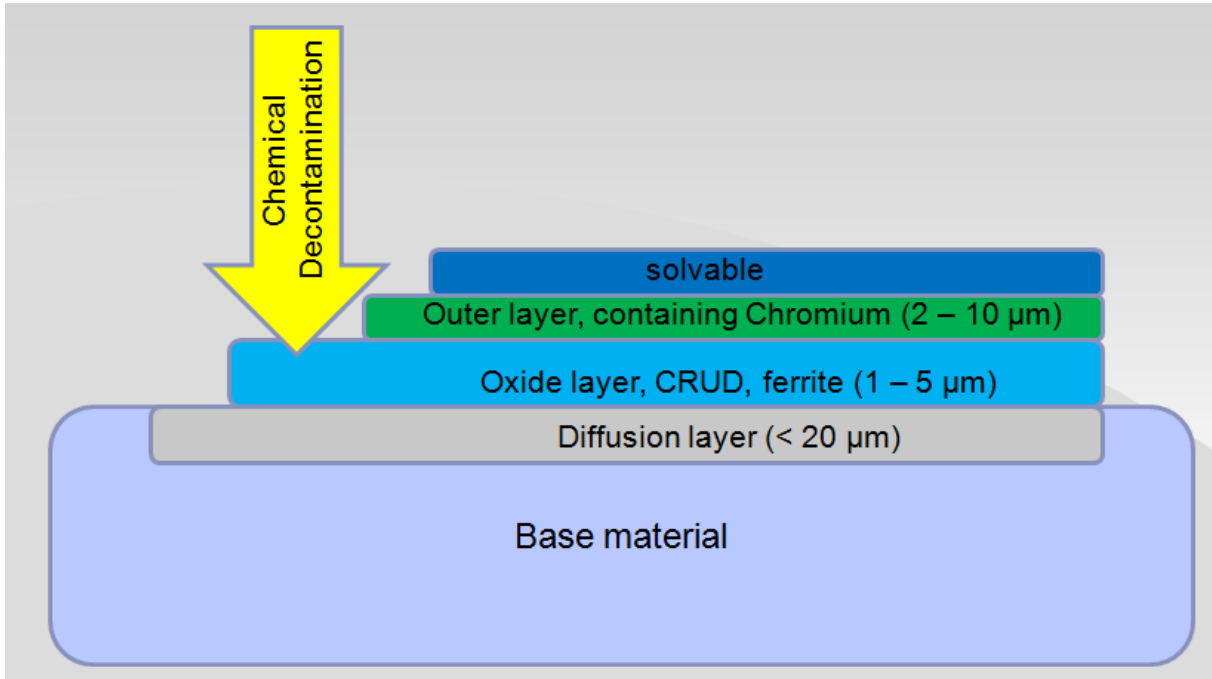 Chemical
Decontamination
solvable
Outer layer, containing Chromium (2 – 10 µm)
Oxide layer, CRUD, ferrite (1 – 5 µm)
Diffusion layer (< 20 µm)
Base material